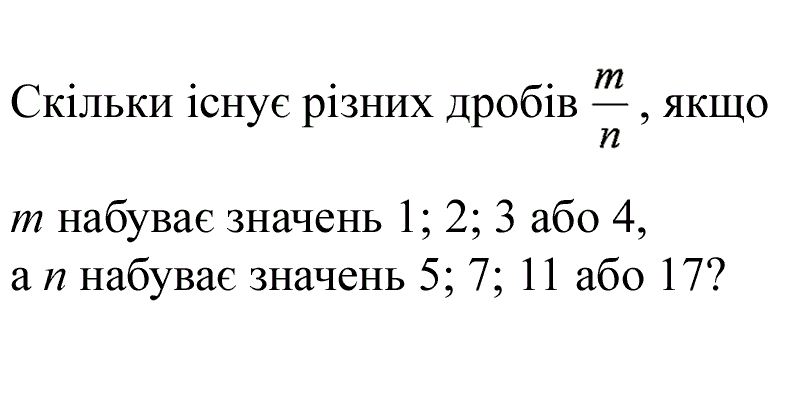 Скільки існує різних дробів m/n, якщо
m набуває значень 1; 2; 3 або 4,
а n набуває значень 5; 7; 11 або 17?